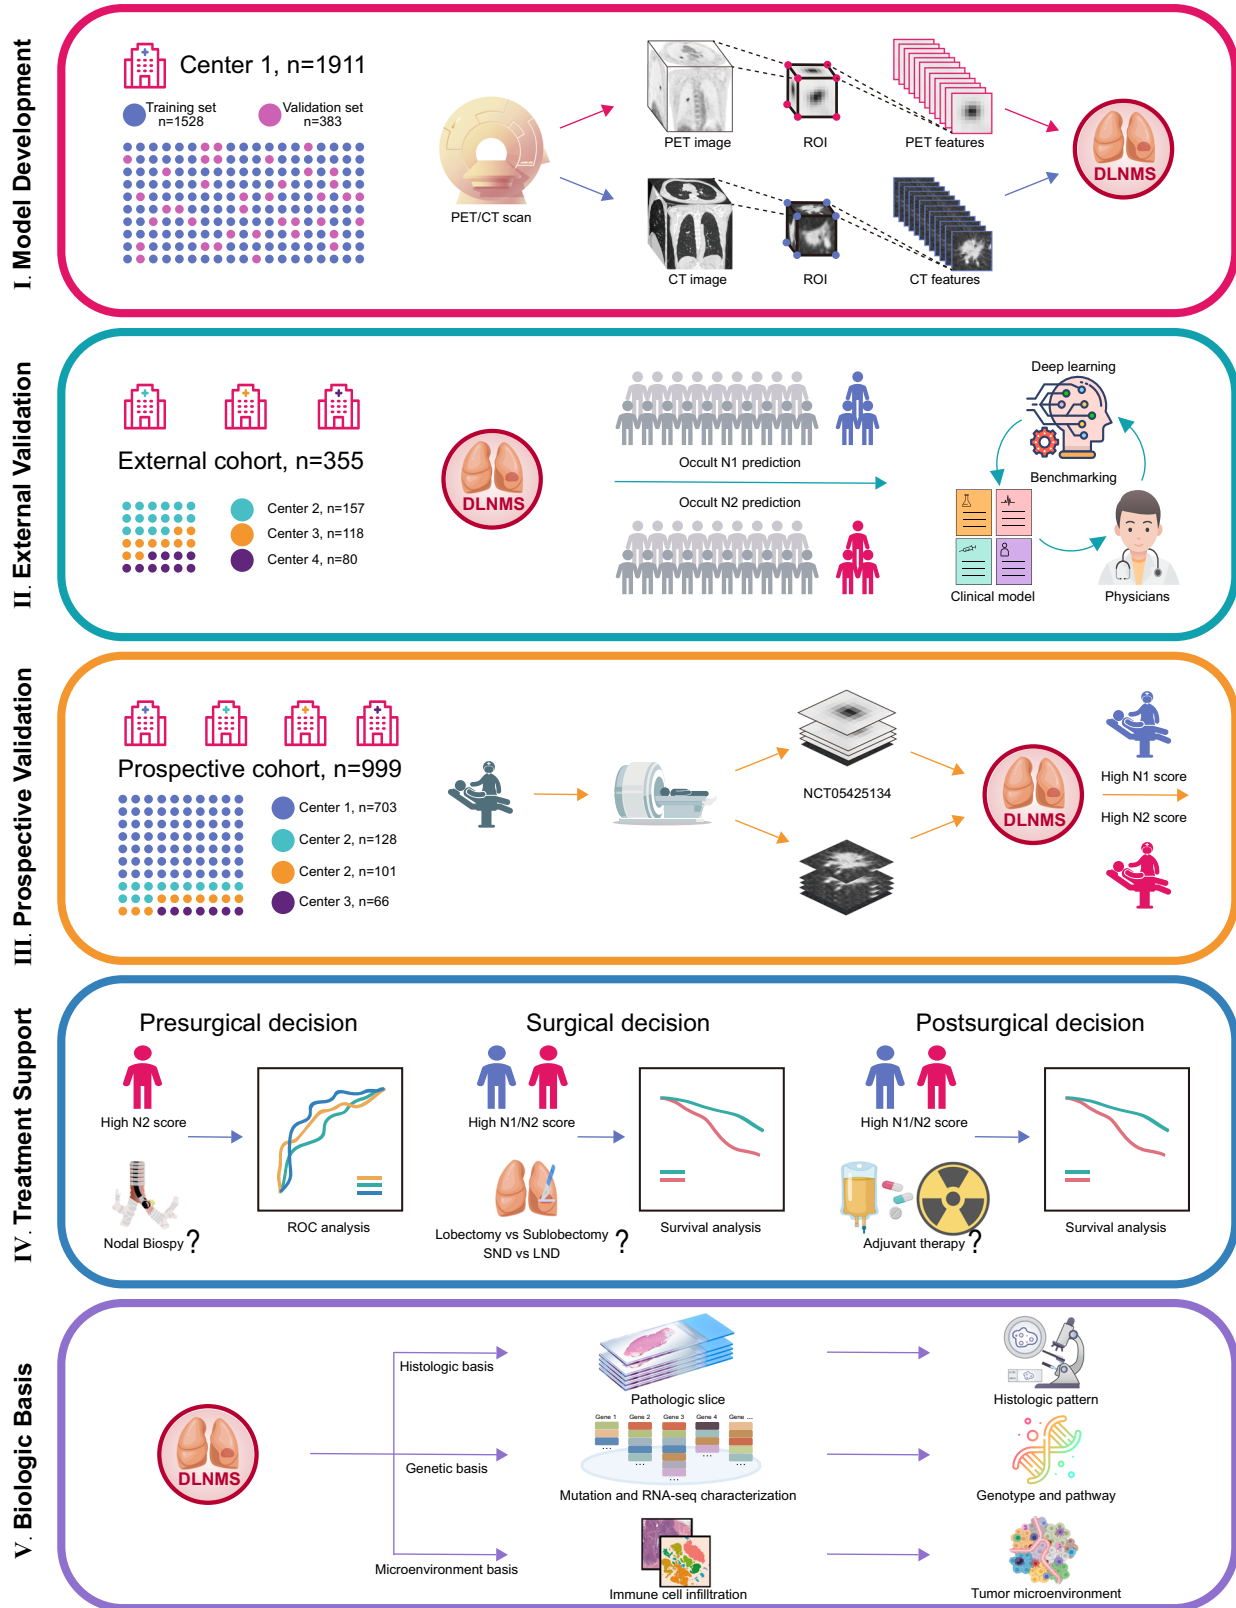 I. Model Development
Center 1, n=1911
Training set
n=1528
Validation set
n=383
PET/CT scan
PET image
ROI
PET features
CT image
ROI
CT features
DLNMS
II. External Validation
External cohort, n=355
Center 2, n=157
Center 3, n=118
Center 4, n=80
DLNMS
Occult N1 prediction
Occult N2 prediction
Deep learning
Benchmarking
Clinical model
Physicians
III. Prospective Validation
Prospective cohort, n=999
Center 1, n=703
Center 2, n=128
Center 2, n=101
Center 3, n=66
NCT05425134
DLNMS
High N1 score
High N2 score
IV. Treatment Support
Presurgical decision
High N2 score
Nodal Biospy ?
ROC analysis
Surgical decision
High N1/N2 score
Lobectomy vs Sublobectomy
SND vs LND
?
Survival analysis
Postsurgical decision
High N1/N2 score
Adjuvant therapy ?
Survival analysis
V. Biologic Basis
DLNMS
Histologic basis
Pathologic slice
Histologic pattern
Genetic basis
Gene 1
Gene 2
Gene 3
Gene 4
Gene ...
...
...
...
...
...
Mutation and RNA-seq characterization
Genotype and pathway
Microenvironment basis
Immune cell infiltration
Tumor microenvironment